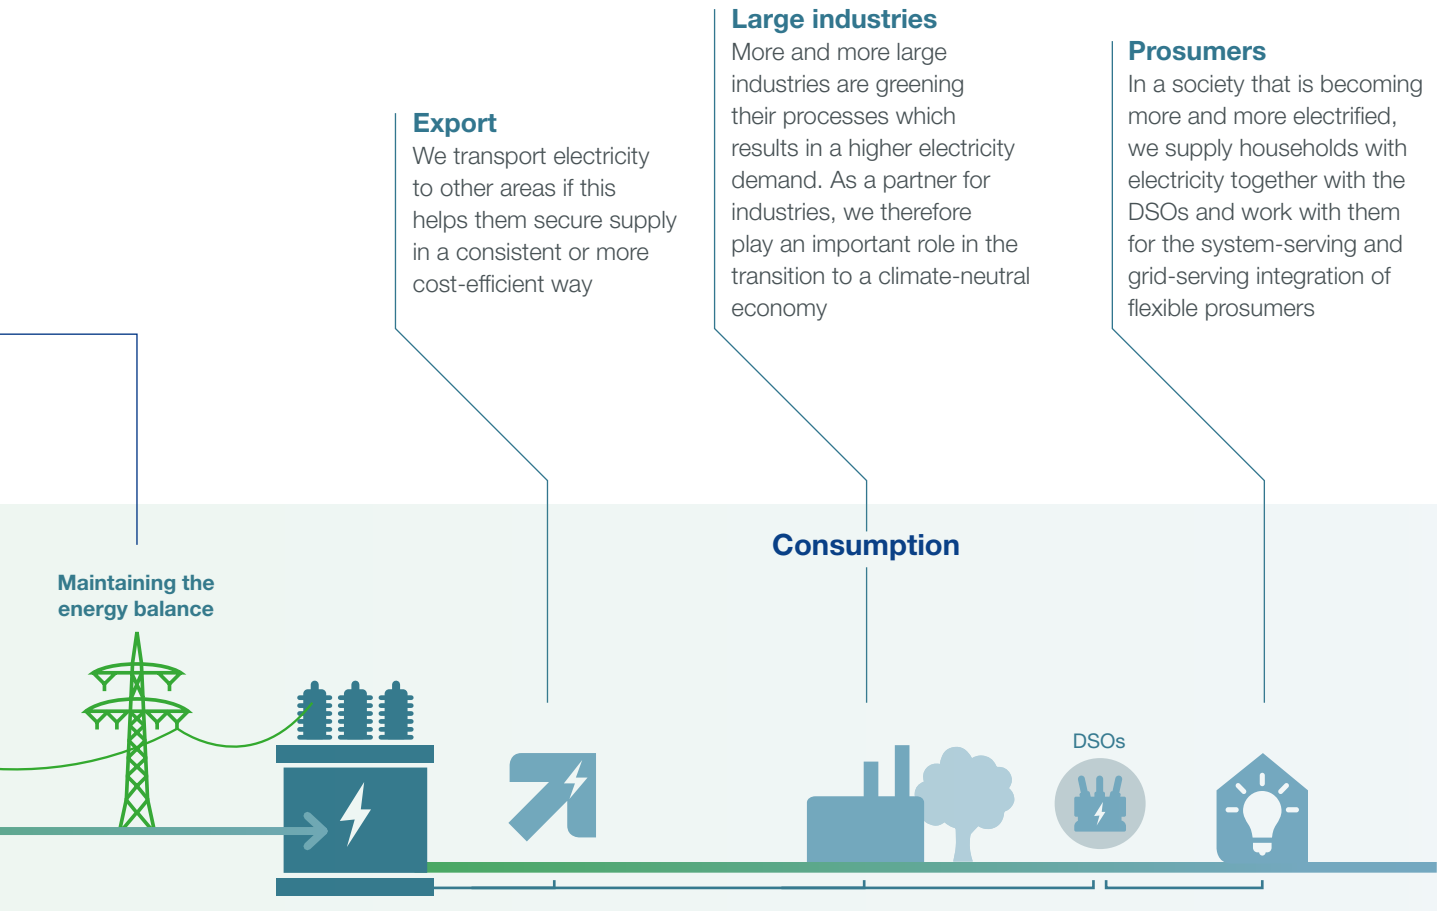 Export
We transport electricity
to other areas if this
helps them secure supply
in a consistent or more
cost-efficient way
Large industries
More and more large
industries are greening
their processes which
results in a higher electricity
demand. As a partner for
industries, we therefore
play an important role in the
transition to a climate-neutral
economy
Prosumers
In a society that is becoming
more and more electrified,
we supply households with
electricity together with the
DSOs and work with them
for the system-serving and
grid-serving integration of
flexible prosumers
Consumption
Maintaining the
energy balance
DSOs